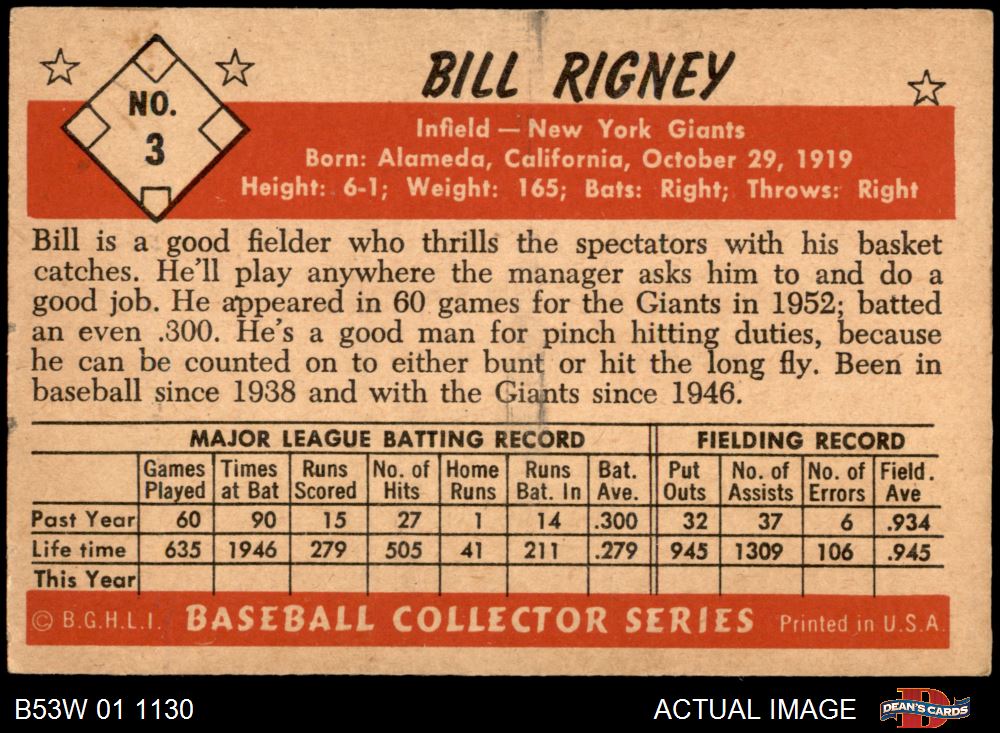 NO.
3
BILL RIGNEY
Infield — New York Giants
Born: Alameda, California, October 29, 1919
Height: 6-1; Weight: 165; Bats: Right; Throws: Right
Bill is a good fielder who thrills the spectators with his basket
catches. He'll play anywhere the manager asks him to and do a
good job. He appeared in 60 games for the Giants in 1952; batted
an even .300. He's a good man for pinch hitting duties, because
he can be counted on to either bunt or hit the long fly. Been in
baseball since 1938 and with the Giants since 1946.
MAJOR LEAGUE BATTING RECORD FIELDING RECORD
Games Times Runs No. of Home Runs Bat. Put No. of No. of Field.
Played at Bat Scored Hits Runs Bat. In Ave. Outs Assists Errors Ave
Past Year 60 90 15 27 1 14 .300 32 37 6 .934
Life time 635 1946 279 505 41 211 .279 945 1309 106 .945
This Year
© B.G.H.L.I. BASEBALL COLLECTOR SERIES Printed in U.S.A.
B53W 01 1130 ACTUAL IMAGE D DEAN'S CARDS